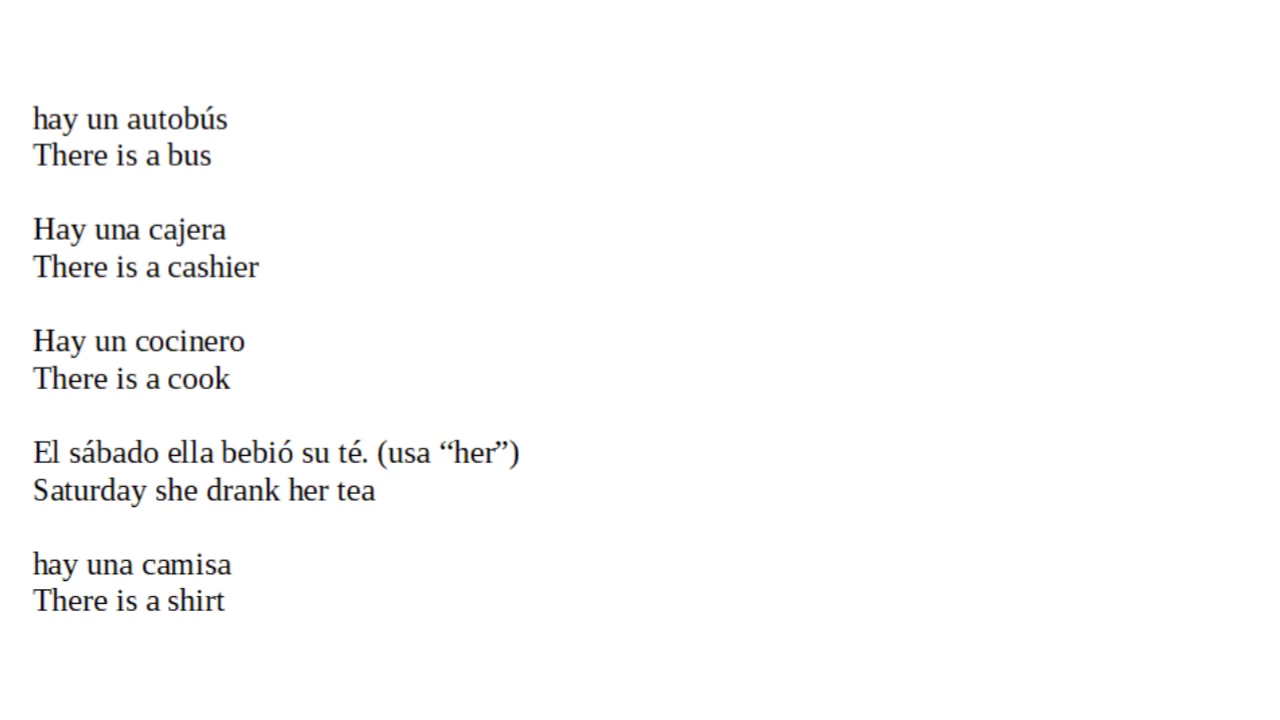 hay un autobús
There is a bus
Hay una cajera
There is a cashier
Hay un cocinero
There is a cook
El sábado ella bebió su té. (usa “her”)
Saturday she drank her tea
hay una camisa
There is a shirt